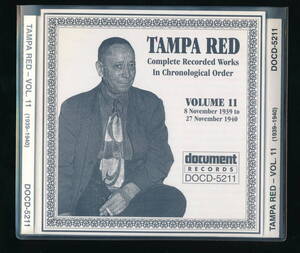 TAMPA RED – VOL. 11 (1939-1940) DOCD-5211
TAMPA RED
Complete Recorded Works
In Chronological Order
VOLUME 11
8 November 1939 to
27 November 1940
document
RECORDS
DOCD-5211
DOCD-5211
TAMPA RED – VOL. 11 (1939-1940)